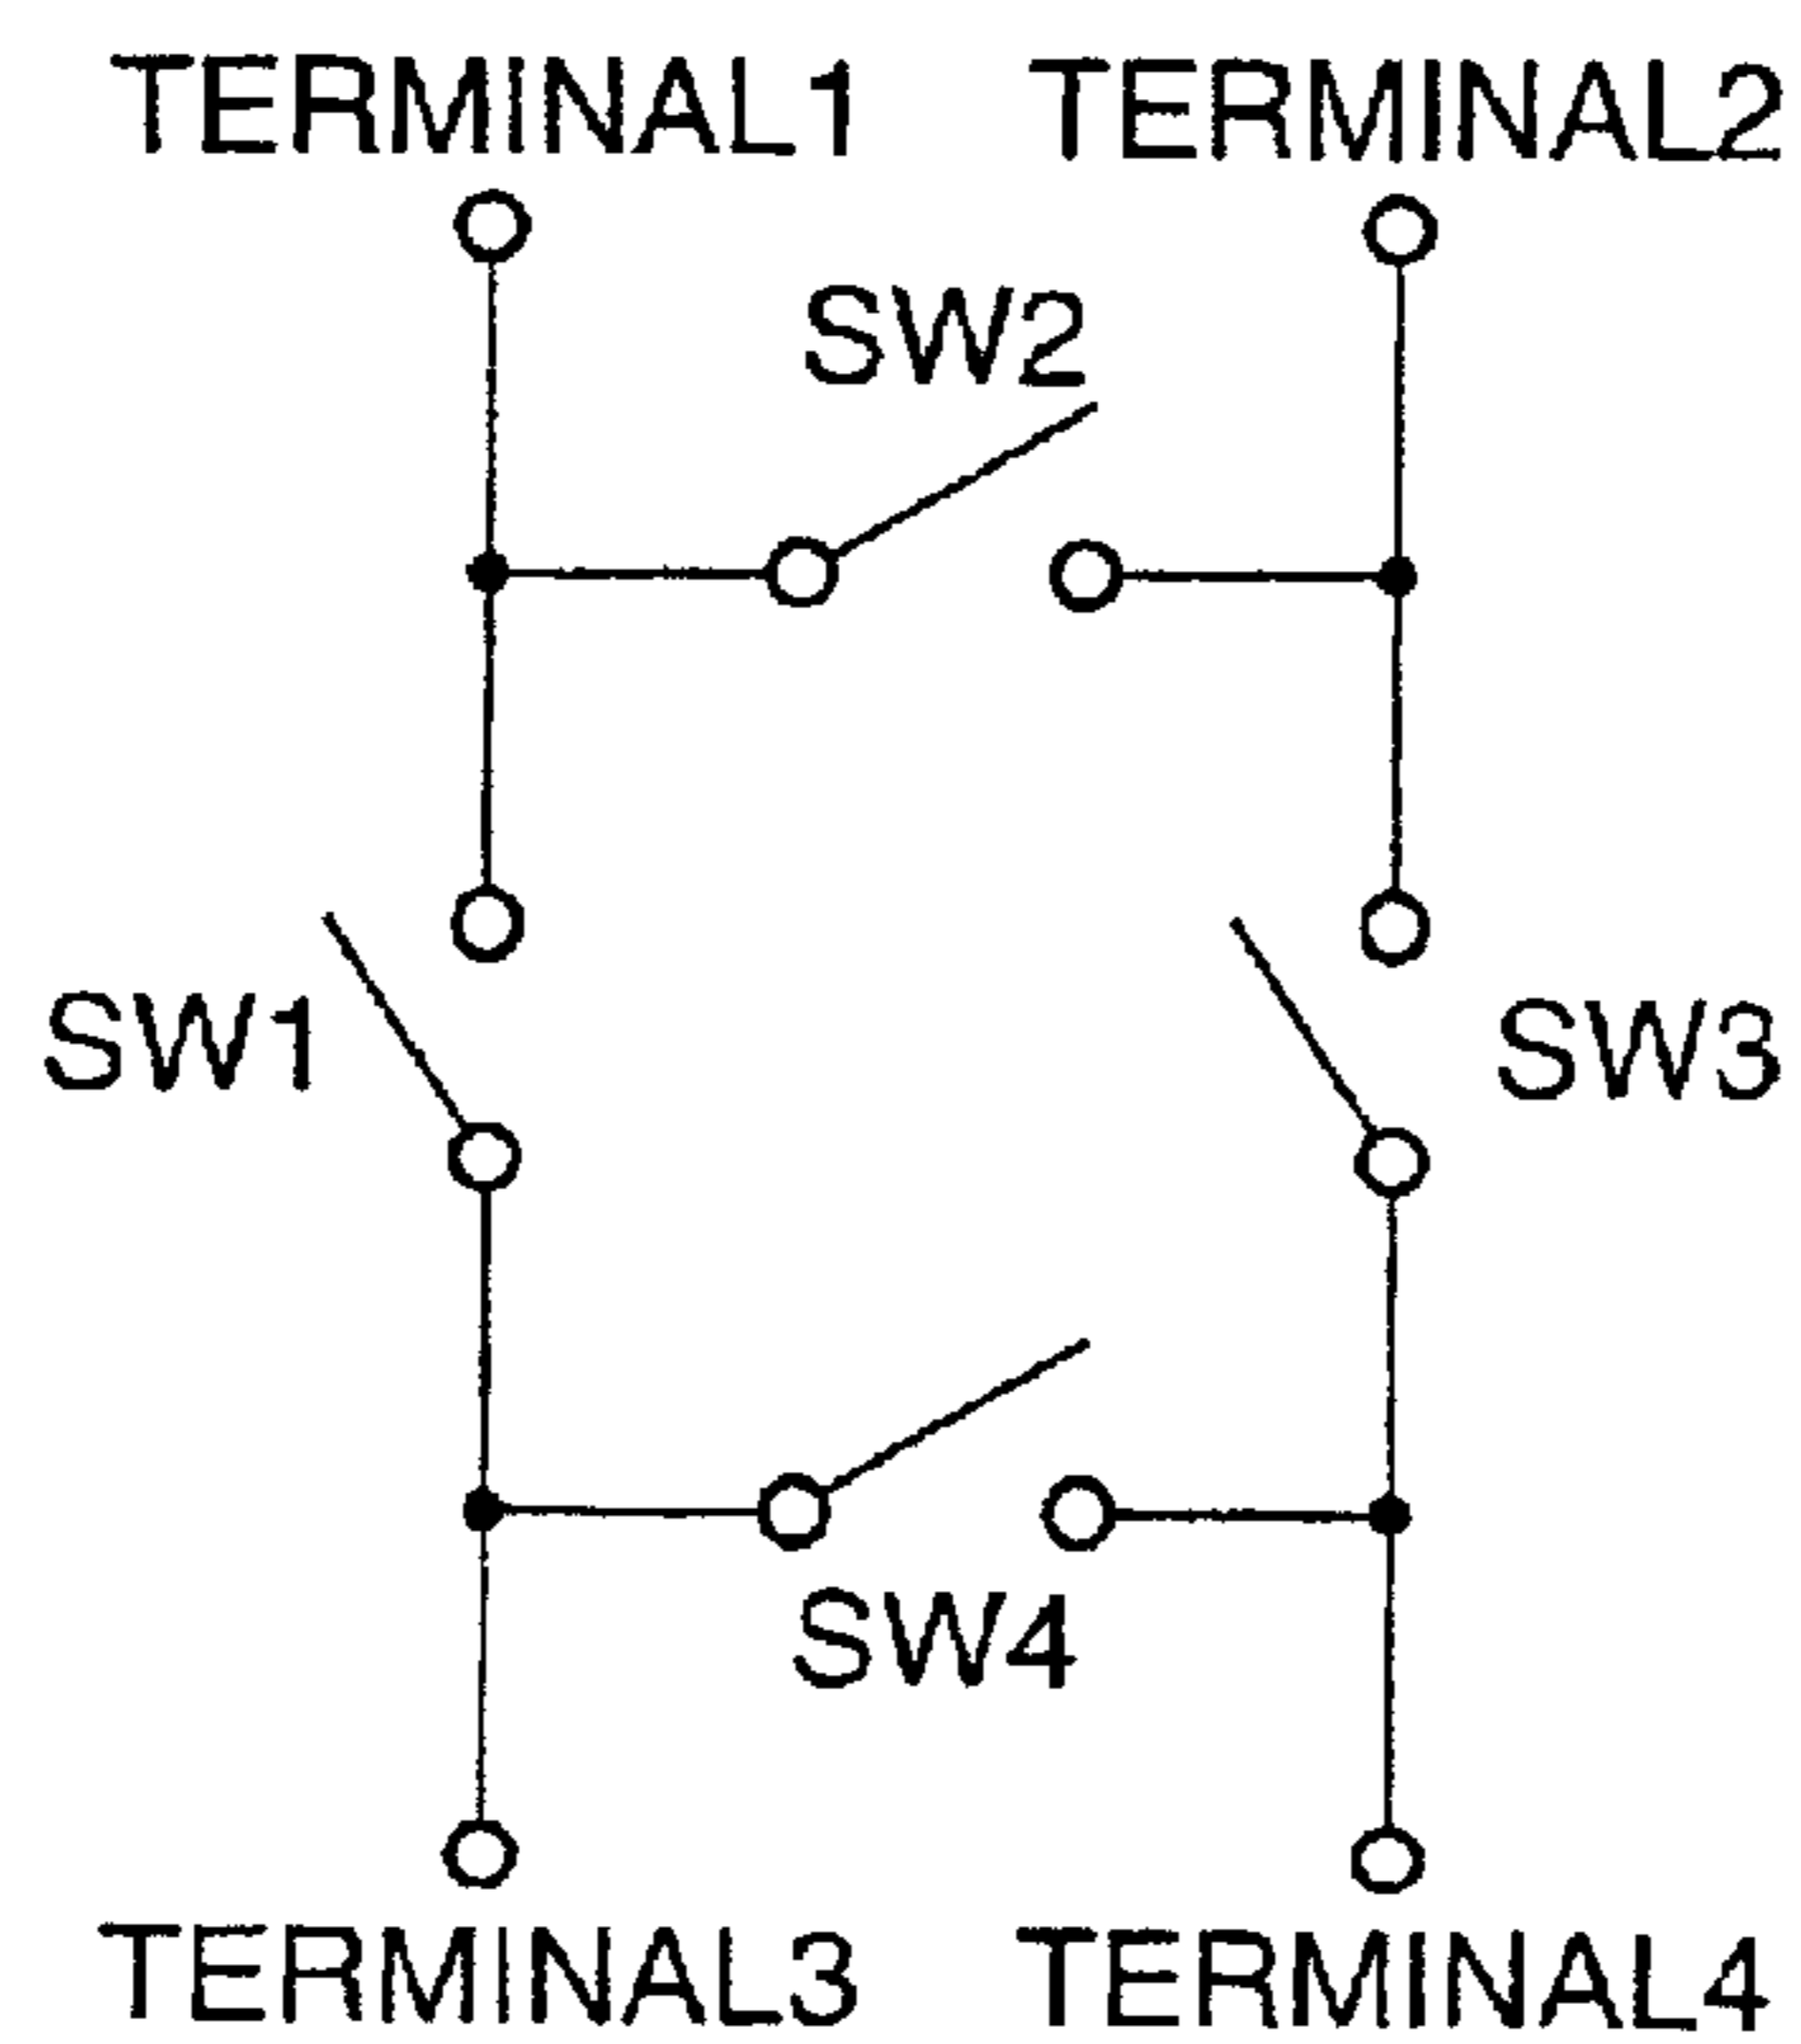 TERMINAL1 TERMINAL2
SW2
SW1 SW3
SW4
TERMINAL3 TERMINAL4